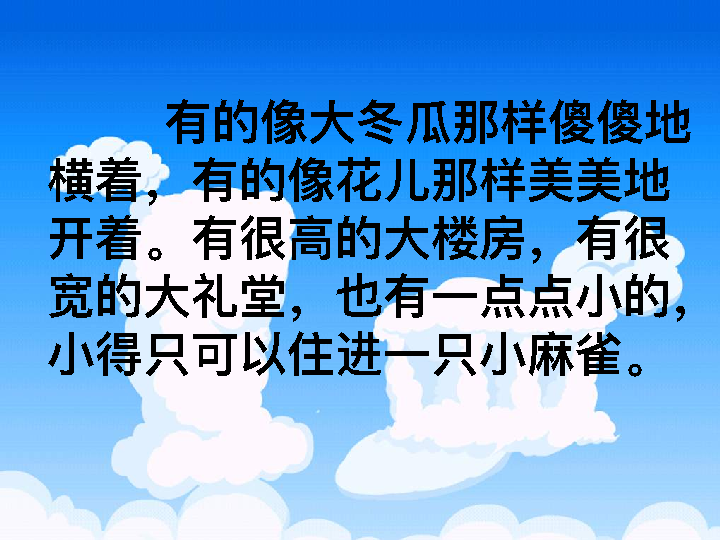 有的像大冬瓜那样傻傻地
横着，有的像花儿那样美美地
开着。有很高的大楼房，有很
宽的大礼堂，也有一点点小的，
小得只可以住进一只小麻雀。